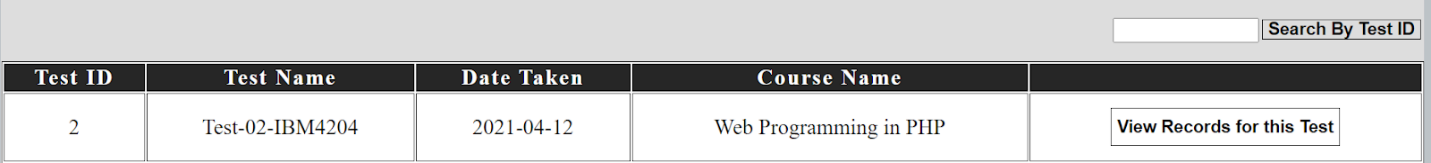 Search By Test ID
Test ID Test Name Date Taken Course Name
2 Test-02-IBM4204 2021-04-12 Web Programming in PHP View Records for this Test